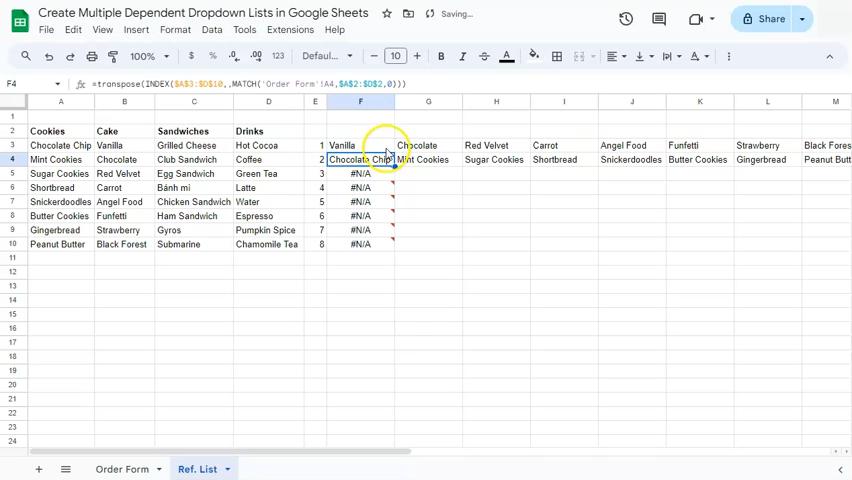 Create Multiple Dependent Dropdown Lists in Google Sheets Saving...
File Edit View Insert Format Data Tools Extensions Help
100% $ % .0 .00 123 Defaul... 10 B I A
Share
F4 =transpose(INDEX($A$3:$D$10,,MATCH('Order Form'!A4,$A$2:$D$2,0)))
A B C D E F G H I J K L M
1
2 Cookies Cake Sandwiches Drinks
3 Chocolate Chip Vanilla Grilled Cheese Hot Cocoa 1 Vanilla Chocolate Red Velvet Carrot Angel Food Funfetti Strawberry Black Fores
4 Mint Cookies Chocolate Club Sandwich Coffee 2 Chocolate Chip Mint Cookies Sugar Cookies Shortbread Snickerdoodles Butter Cookies Gingerbread Peanut Butt
5 Sugar Cookies Red Velvet Egg Sandwich Green Tea 3 #N/A
6 Shortbread Carrot Bánh mì Latte 4 #N/A
7 Snickerdoodles Angel Food Chicken Sandwich Water 5 #N/A
8 Butter Cookies Funfetti Ham Sandwich Espresso 6 #N/A
9 Gingerbread Strawberry Gyros Pumpkin Spice 7 #N/A
10 Peanut Butter Black Forest Submarine Chamomile Tea 8 #N/A
11
12
13
14
15
16
17
18
19
20
21
22
23
24
Order Form Ref. List